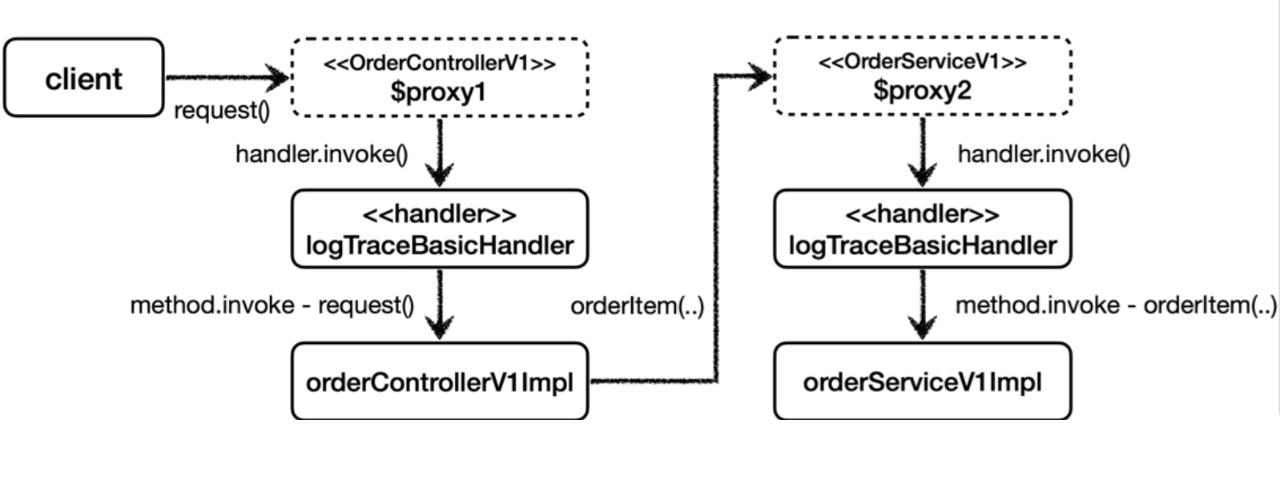 client
request()
<<OrderControllerV1>>
$proxy1
handler.invoke()
<<handler>>
logTraceBasicHandler
method.invoke - request()
orderControllerV1Impl
orderItem(..)
<<OrderServiceV1>>
$proxy2
handler.invoke()
<<handler>>
logTraceBasicHandler
method.invoke - orderItem(..)
orderServiceV1Impl